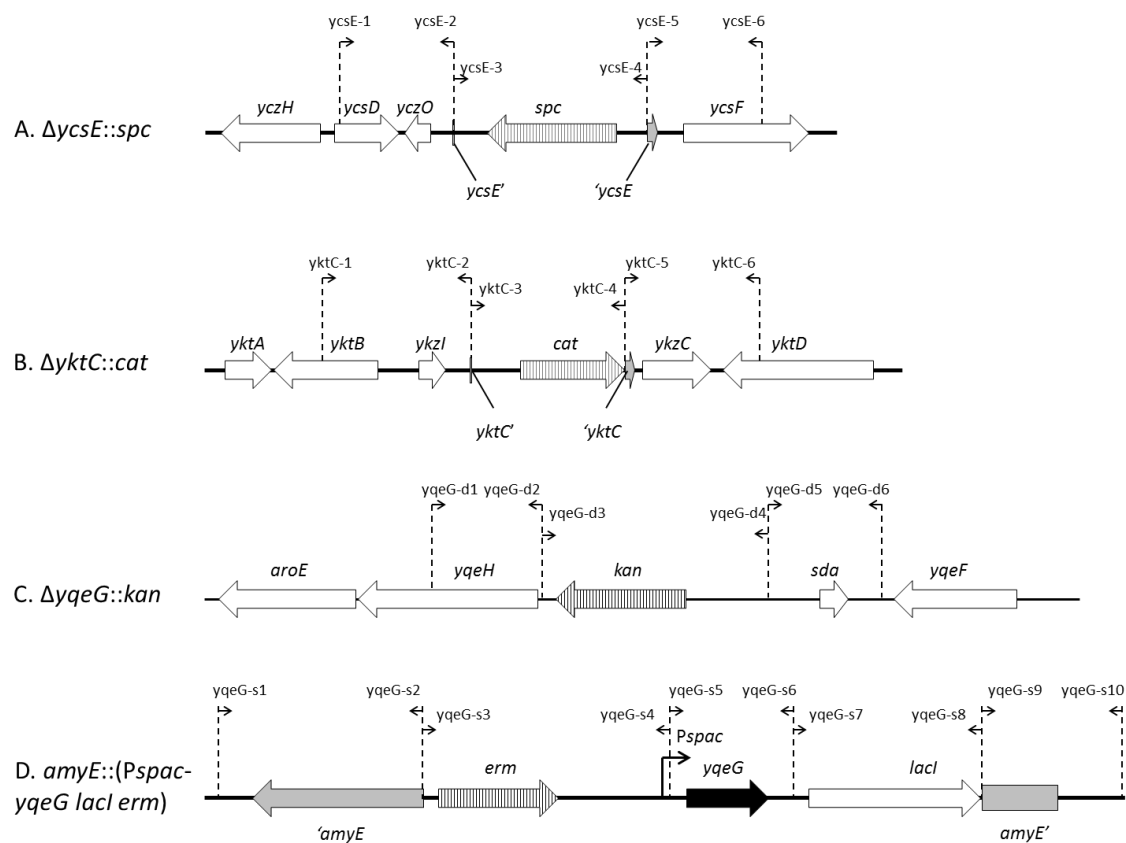 ycsE-1 ycsE-2 ycsE-5 ycsE-6
ycsE-3 ycsE-4
yczH ycsD yczO spc ycsF
A. ΔycsE::spc
ycsE’ ‘ycsE
yktC-1 yktC-2 yktC-5 yktC-6
yktC-3 yktC-4
yktA yktB ykzI cat ykzC yktD
B. ΔyktC::cat
yktC’ ‘yktC
yqeG-d1 yqeG-d2 yqeG-d5 yqeG-d6
yqeG-d3 yqeG-d4
aroE yqeH kan sda yqeF
C. ΔyqeG::kan
yqeG-s1 yqeG-s2 yqeG-s5 yqeG-s6 yqeG-s9 yqeG-s10
yqeG-s3 yqeG-s4 yqeG-s7 yqeG-s8
Pspac
erm yqeG lacI
D. amyE::(Pspac-
yqeG lacI erm)
‘amyE amyE’